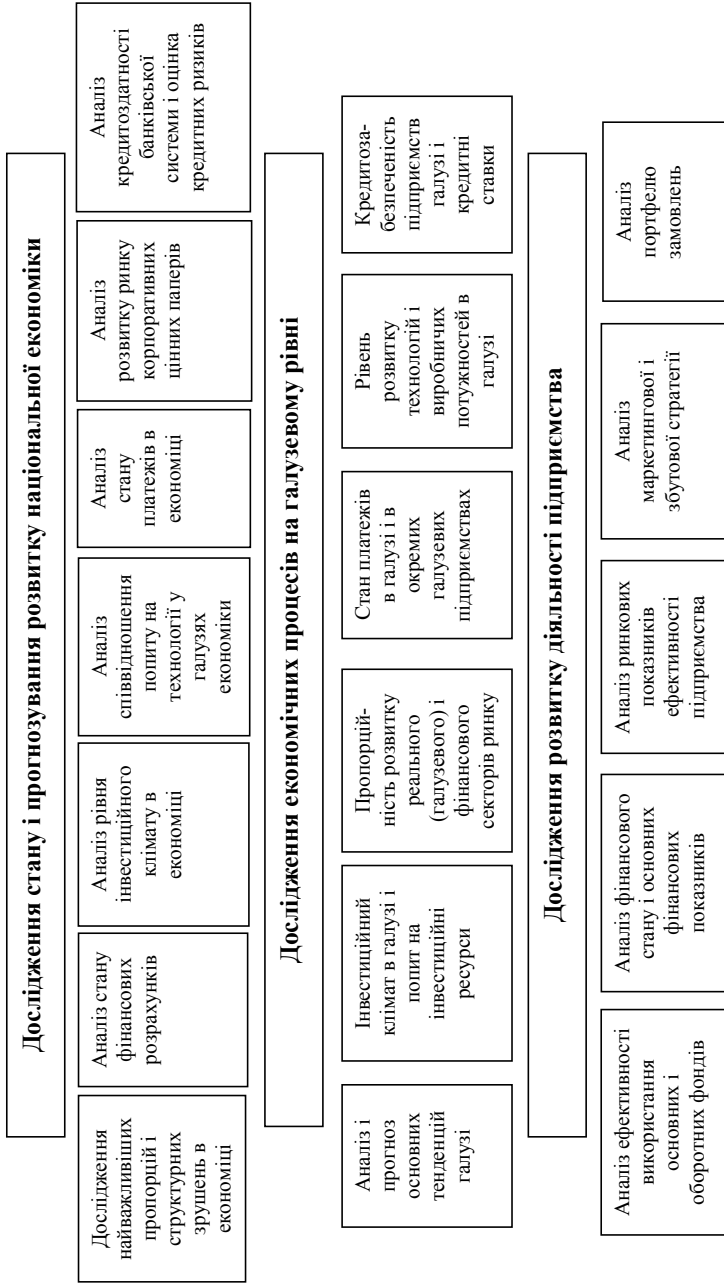 Дослідження стану і прогнозування розвитку національної економіки
Дослідження
найважливіших
пропорцій і
структурних
зрушень в
економіці
Аналіз стану
фінансових
розрахунків
Аналіз рівня
інвестиційного
клімату в
економіці
Аналіз
співвідношення
попиту на
технології у
галузях
економіки
Аналіз
стану
платежів в
економіці
Аналіз
розвитку ринку
корпоративних
цінних паперів
Аналіз
кредитоздатності
банківської
системи і оцінка
кредитних ризиків
Дослідження економічних процесів на галузевому рівні
Аналіз і
прогноз
основних
тенденцій
галузі
Інвестиційний
клімат в галузі і
попит на
інвестиційні
ресурси
Пропорцій-
ність розвитку
реального
(галузевого) і
фінансового
секторів ринку
Стан платежів
в галузі і в
окремих
галузевих
підприємствах
Рівень
розвитку
технологій і
виробничих
потужностей в
галузі
Кредитоза-
безпеченість
підприємств
галузі і
кредитні
ставки
Дослідження розвитку діяльності підприємства
Аналіз ефективності
використання
основних і
оборотних фондів
Аналіз фінансового
стану і основних
фінансових
показників
Аналіз ринкових
показників
ефективності
підприємства
Аналіз
маркетингової і
збутової стратегії
Аналіз
портфелю
замовлень